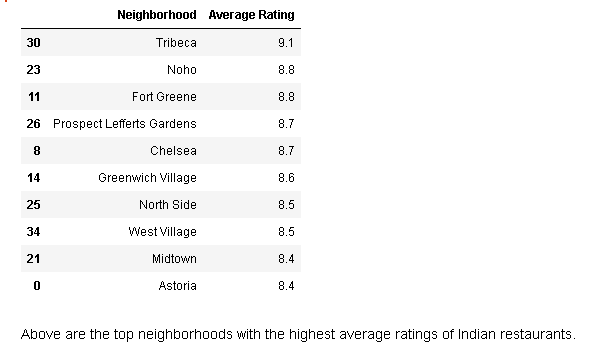 Neighborhood Average Rating
30 Tribeca 9.1
23 Noho 8.8
11 Fort Greene 8.8
26 Prospect Lefferts Gardens 8.7
8 Chelsea 8.7
14 Greenwich Village 8.6
25 North Side 8.5
34 West Village 8.5
21 Midtown 8.4
0 Astoria 8.4
Above are the top neighborhoods with the highest average ratings of Indian restaurants.